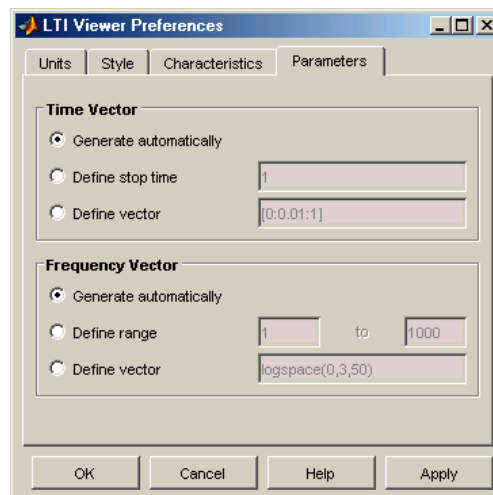 LTI Viewer Preferences
Units Style Characteristics Parameters
Time Vector
Generate automatically
Define stop time 1
Define vector [0:0.01:1]
Frequency Vector
Generate automatically
Define range 1 to 1000
Define vector logspace(0,3,50)
OK Cancel Help Apply